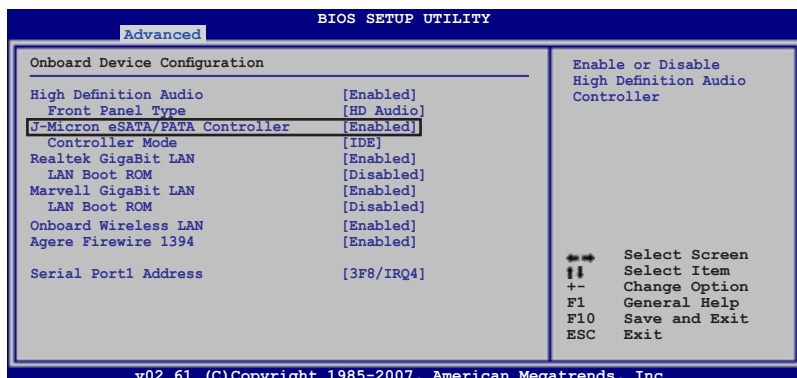 BIOS SETUP UTILITY
Advanced
Onboard Device Configuration
High Definition Audio [Enabled]
Front Panel Type [HD Audio]
J-Micron eSATA/PATA Controller [Enabled]
Controller Mode [IDE]
Realtek GigaBit LAN [Enabled]
LAN Boot ROM [Disabled]
Marvell GigaBit LAN [Enabled]
LAN Boot ROM [Disabled]
Onboard Wireless LAN [Enabled]
Agere Firewire 1394 [Enabled]
Serial Port1 Address [3F8/IRQ4]
Enable or Disable
High Definition Audio
Controller
Select Screen
Select Item
+- Change Option
F1 General Help
F10 Save and Exit
ESC Exit
v02.61 (C)Copyright 1985-2007, American Megatrends, Inc.